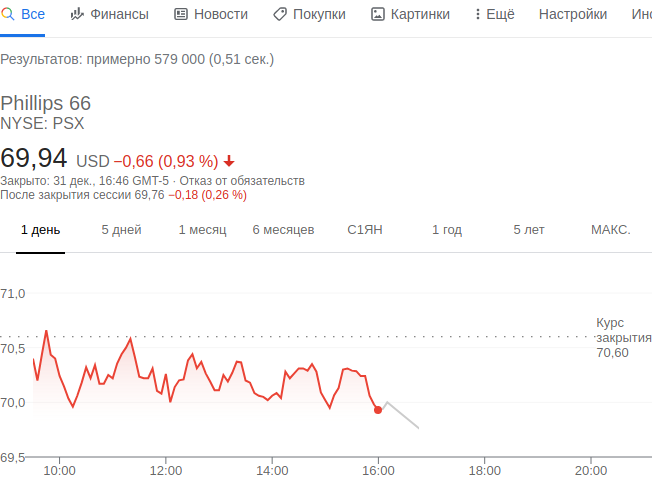 Все Финансы Новости Покупки Картинки Ещё Настройки Инс
Результатов: примерно 579 000 (0,51 сек.)
Phillips 66
NYSE: PSX
69,94 USD −0,66 (0,93 %)
Закрыто: 31 дек., 16:46 GMT-5 · Отказ от обязательств
После закрытия сессии 69,76 −0,18 (0,26 %)
1 день 5 дней 1 месяц 6 месяцев С1ЯН 1 год 5 лет МАКС.
71,0
Курс
закрытия
70,60
70,5
70,0
69,5
10:00 12:00 14:00 16:00 18:00 20:00